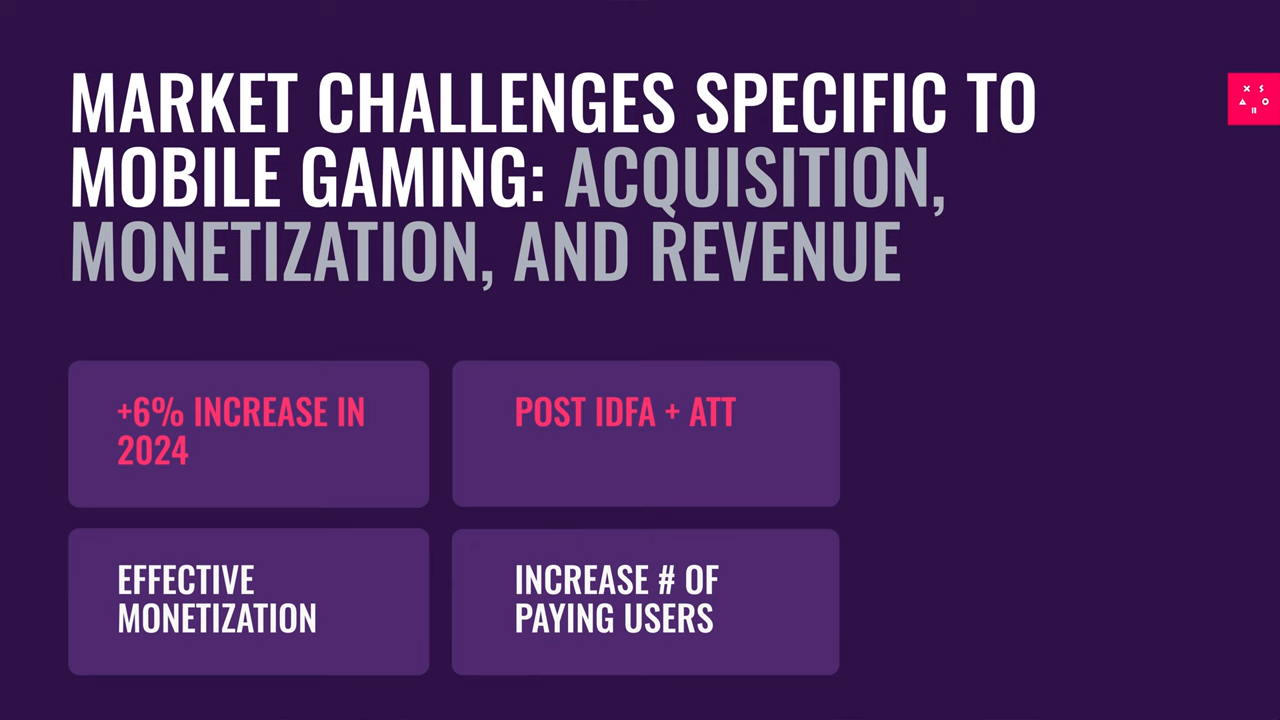 MARKET CHALLENGES SPECIFIC TO
MOBILE GAMING: ACQUISITION,
MONETIZATION, AND REVENUE
XS
O
+6% INCREASE IN
2024
POST IDFA + ATT
EFFECTIVE
MONETIZATION
INCREASE # OF
PAYING USERS